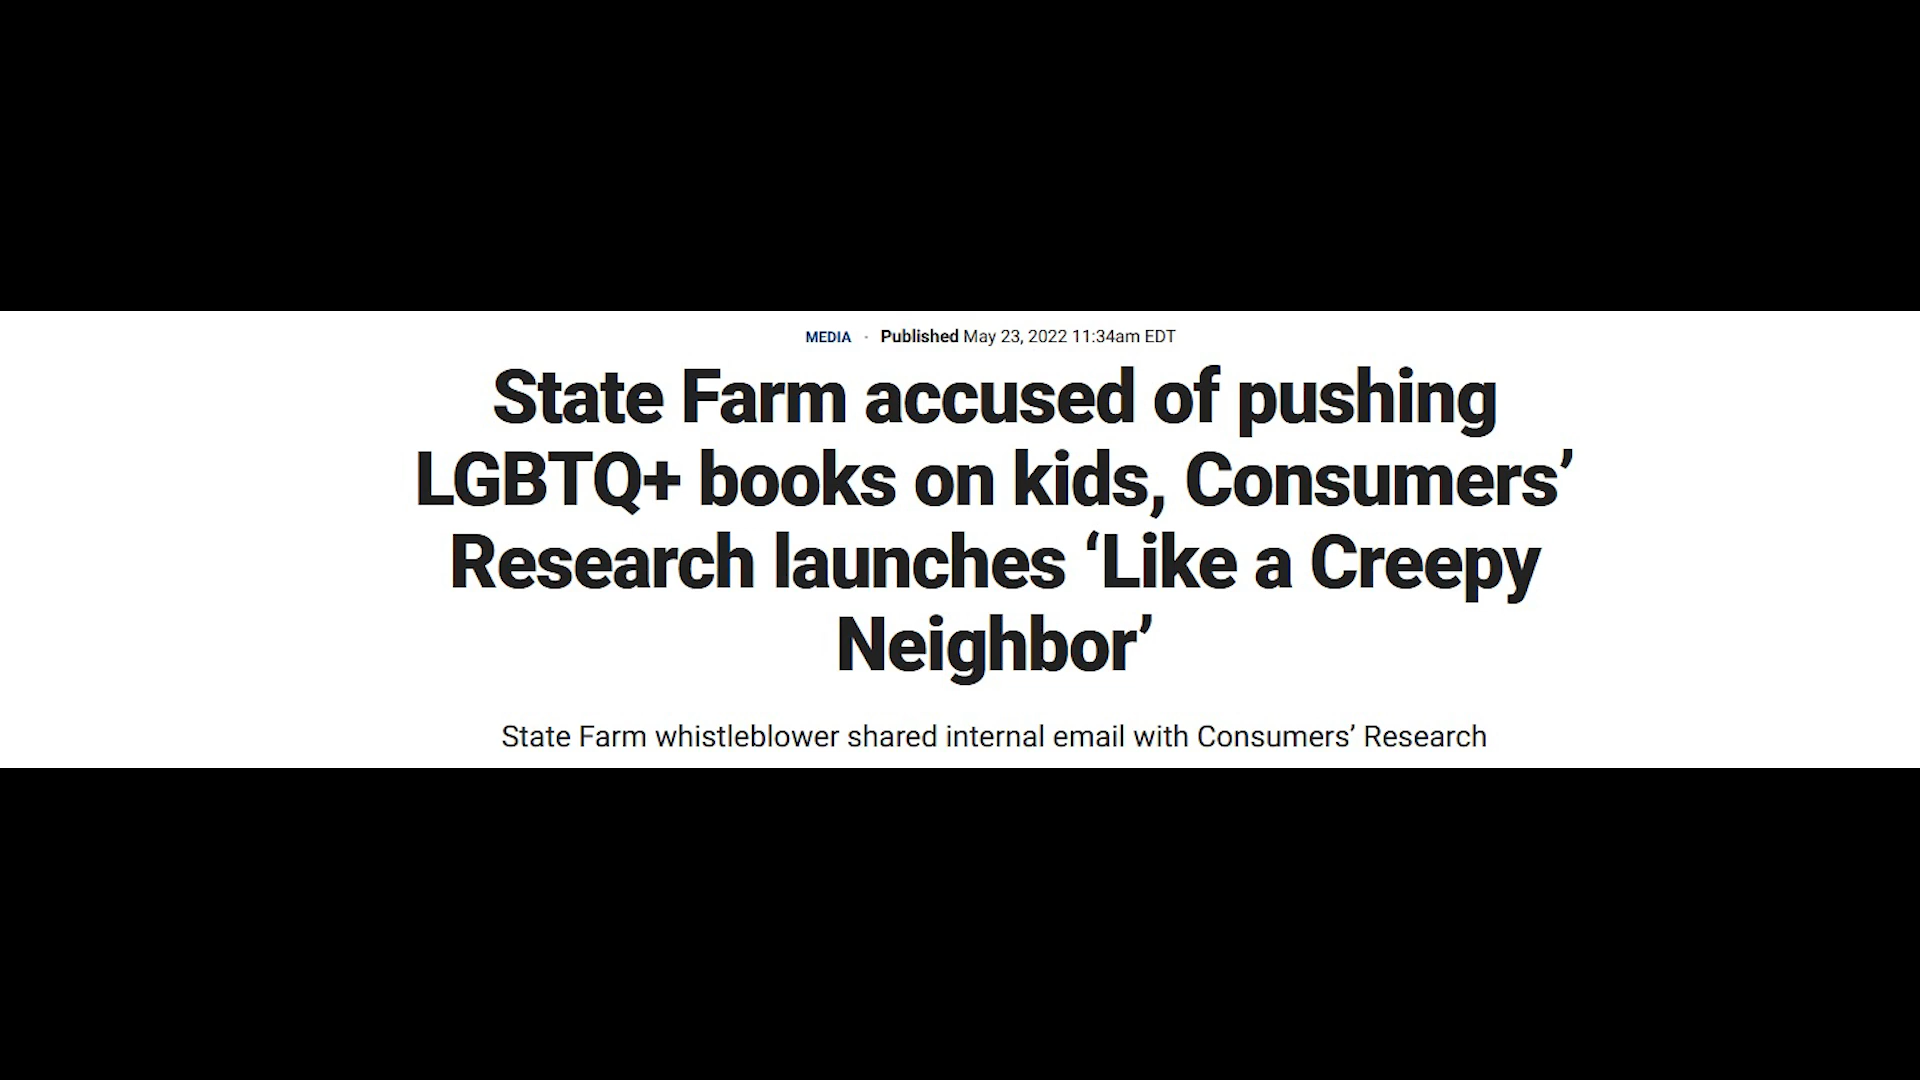 MEDIA · Published May 23, 2022 11:34am EDT
State Farm accused of pushing
LGBTQ+ books on kids, Consumers’
Research launches ‘Like a Creepy
Neighbor’
State Farm whistleblower shared internal email with Consumers’ Research